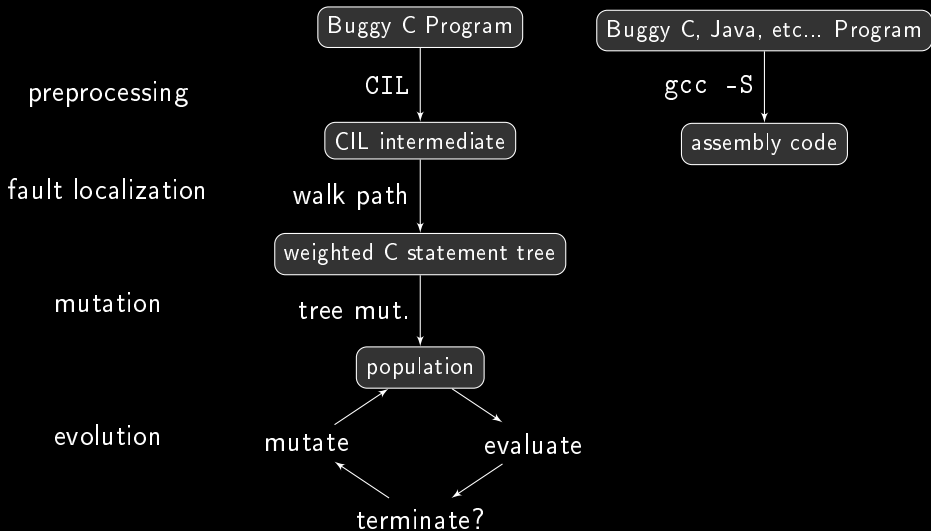 Buggy C Program
Buggy C, Java, etc... Program
preprocessing
CIL
gcc -S
CIL intermediate
assembly code
fault localization
walk path
weighted C statement tree
mutation
tree mut.
population
evolution
mutate
evaluate
terminate?